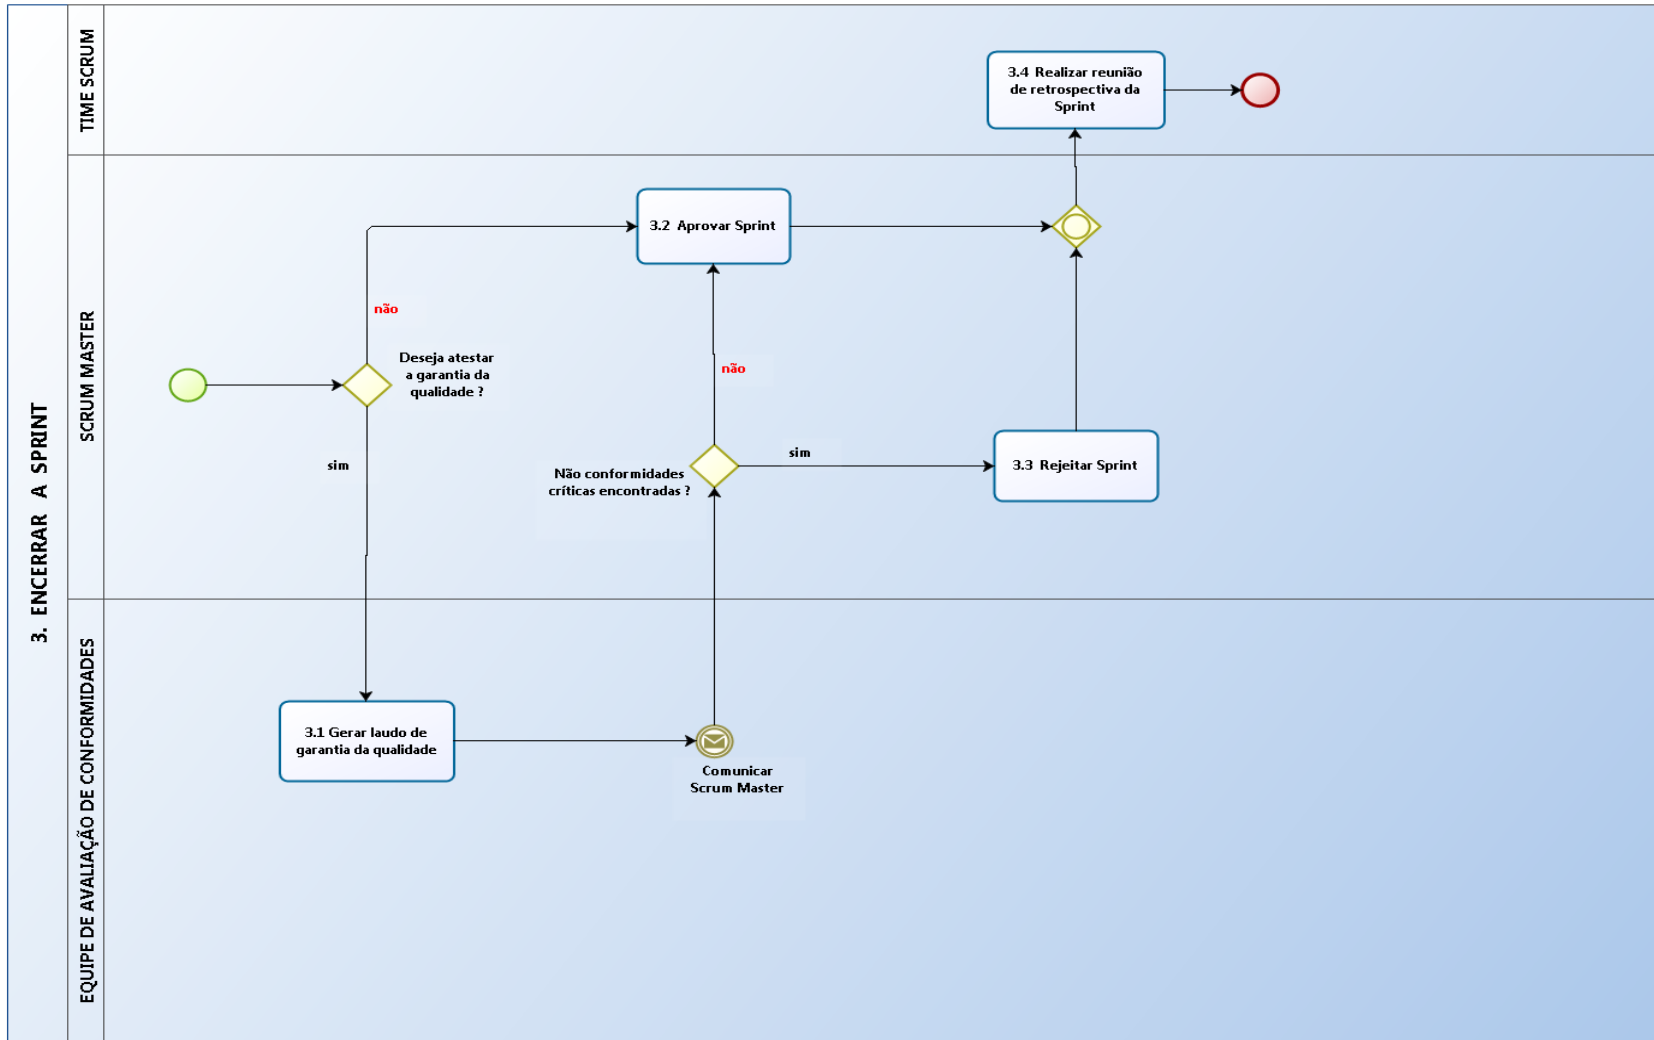 3. ENCERRAR A SPRINT
TIME SCRUM
3.4 Realizar reunião
de retrospectiva da
Sprint
SCRUM MASTER
3.2 Aprovar Sprint
não
Deseja atestar
a garantia da
qualidade ?
não
sim
sim
Não conformidades
críticas encontradas ?
3.3 Rejeitar Sprint
EQUIPE DE AVALIAÇÃO DE CONFORMIDADES
3.1 Gerar laudo de
garantia da qualidade
Comunicar
Scrum Master